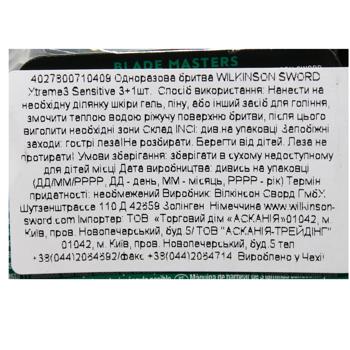 BLADE MASTERS
4027800710409 Одноразова бритва WILKINSON SWORD
Xtreme3 Sensitive 3+1шт. Спосіб використання: Нанести на
необхідну ділянку шкіри гель, піну, або інший засіб для гоління,
змочити теплою водою ріжучу поверхню бритви, після цього
виголити необхідні зони Склад INCI: див.на упаковці Запобіжні
заходи: гострі леза!Не розбирати. Берегти від дітей. Леза не
протирати! Умови зберігання: зберігати в сухому недоступному
для дітей місці Дата виробництва: дивись на упаковці
(ДД/ММ/РРРР, ДД - день, ММ - місяць, РРРР - рік) Термін
придатності: необмежений Виробник: Вілкінсон Сворд ГмбХ.
Шутзенштрассе 110 Д 42659 Золінген Німеччина www.wilkinson-
sword.com Імпортер: ТОВ «Торговий дім «АСКАНІЯ»01042, м.
Київ, пров. Новопечерський, буд.5/ ТОВ "АСКАНІЯ-ТРЕЙДІНГ"
01042, м. Київ, пров. Новопечерський, буд.5 тел
+38(044)2064692/факс +38(044)2064714 Вироблено у Чехії